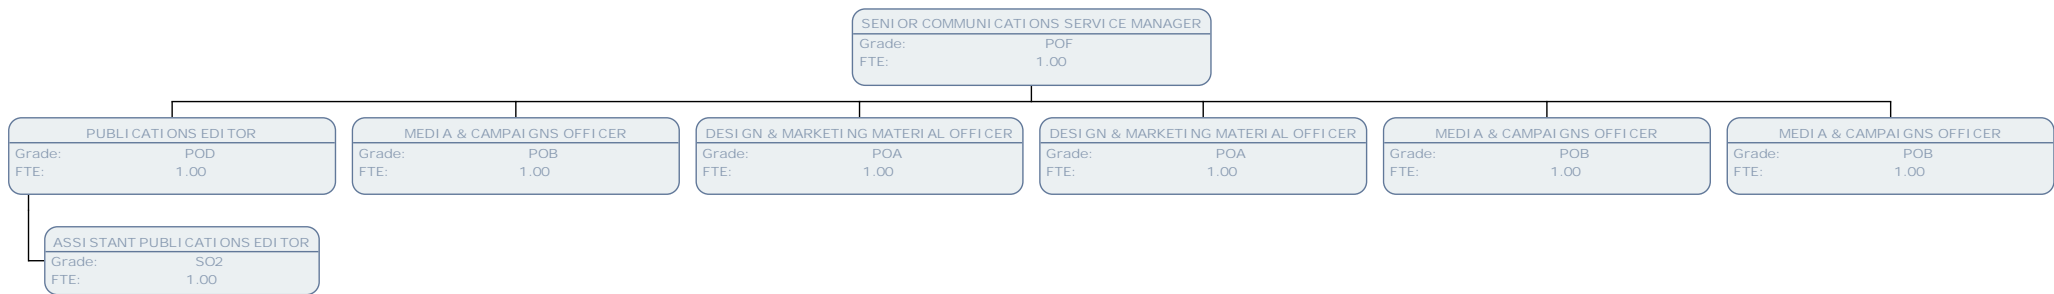 SENIOR COMMUNICATIONS SERVICE MANAGER
Grade: POF
FTE: 1.00
PUBLICATIONS EDITOR
Grade: POD
FTE: 1.00
MEDIA & CAMPAIGNS OFFICER
Grade: POB
FTE: 1.00
DESIGN & MARKETING MATERIAL OFFICER
Grade: POA
FTE: 1.00
DESIGN & MARKETING MATERIAL OFFICER
Grade: POA
FTE: 1.00
MEDIA & CAMPAIGNS OFFICER
Grade: POB
FTE: 1.00
MEDIA & CAMPAIGNS OFFICER
Grade: POB
FTE: 1.00
ASSISTANT PUBLICATIONS EDITOR
Grade: SO2
FTE: 1.00